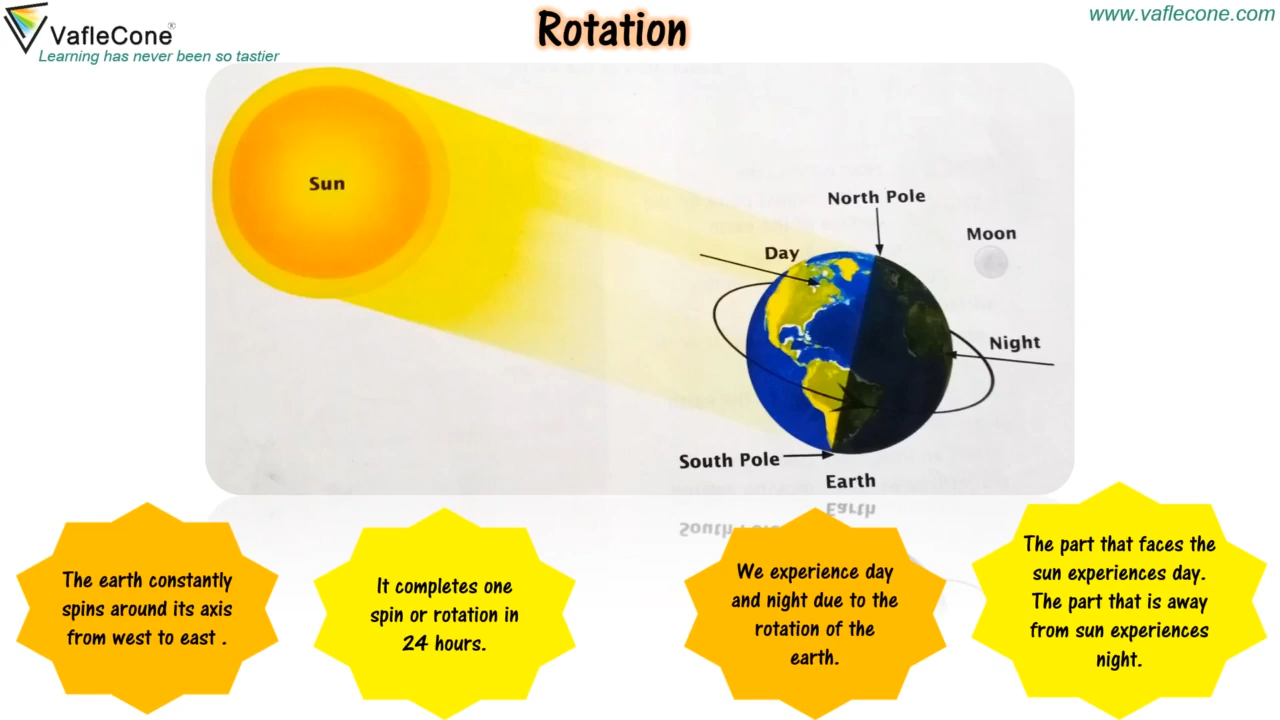 VafleCone®
Learning has never been so tastier
Rotation
www.vaflecone.com
Sun
North Pole
Moon
Day
Night
South Pole
Earth
The earth constantly
spins around its axis
from west to east .
It completes one
spin or rotation in
24 hours.
We experience day
and night due to the
rotation of the
earth.
The part that faces the
sun experiences day.
The part that is away
from sun experiences
night.